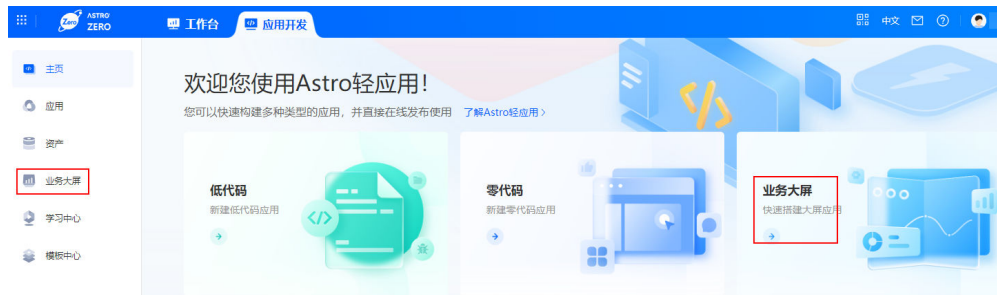 Zero ASTRO ZERO 工作台 应用开发 中文
主页
应用
资产
业务大屏
学习中心
模板中心
欢迎您使用Astro轻应用!
您可以快速构建多种类型的应用，并直接在线发布使用 了解Astro轻应用>
低代码
新建低代码应用
零代码
新建零代码应用
业务大屏
快速搭建大屏应用